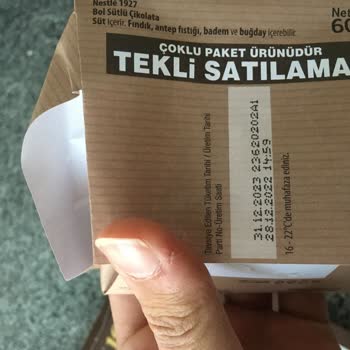 Nestle 1927
Bol Sütlü Çikolata
Süt içerir. Fındık, antep fıstığı, badem ve buğday içerebilir.
Net
60
ÇOKLU PAKET ÜRÜNÜDÜR
TEKLİ SATILAMA
Tavsiye Edilen Tüketim Tarihi / Üretim Tarihi
Parti No-Üretim Saati
31.12.2023 23620202A1
28.12.2022 14:59
16 - 22°C'de muhafaza ediniz.